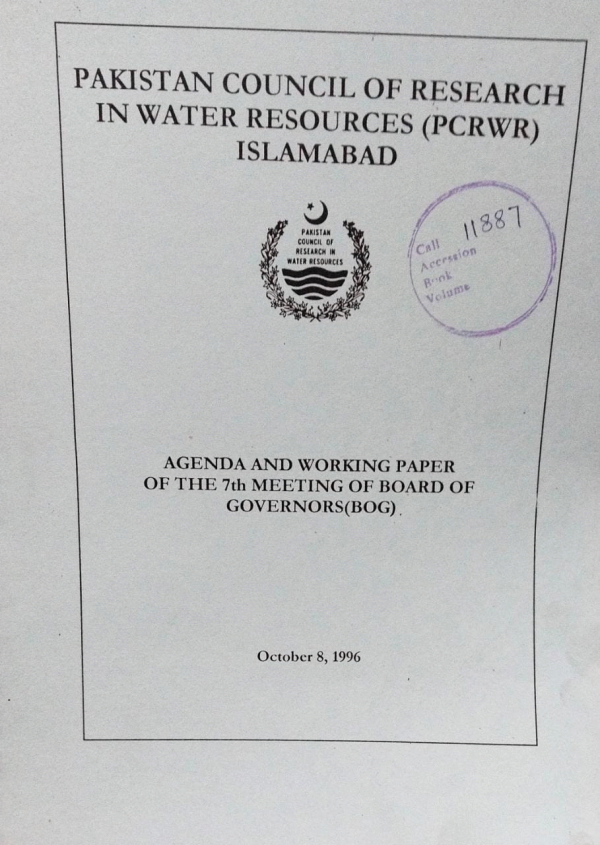 PAKISTAN COUNCIL OF RESEARCH
IN WATER RESOURCES (PCRWR)
ISLAMABAD
PAKISTAN
COUNCIL OF
RESEARCH IN
WATER RESOURCES
Call 11887
Accession
Book
Volume
AGENDA AND WORKING PAPER
OF THE 7th MEETING OF BOARD OF
GOVERNORS(BOG).
October 8, 1996